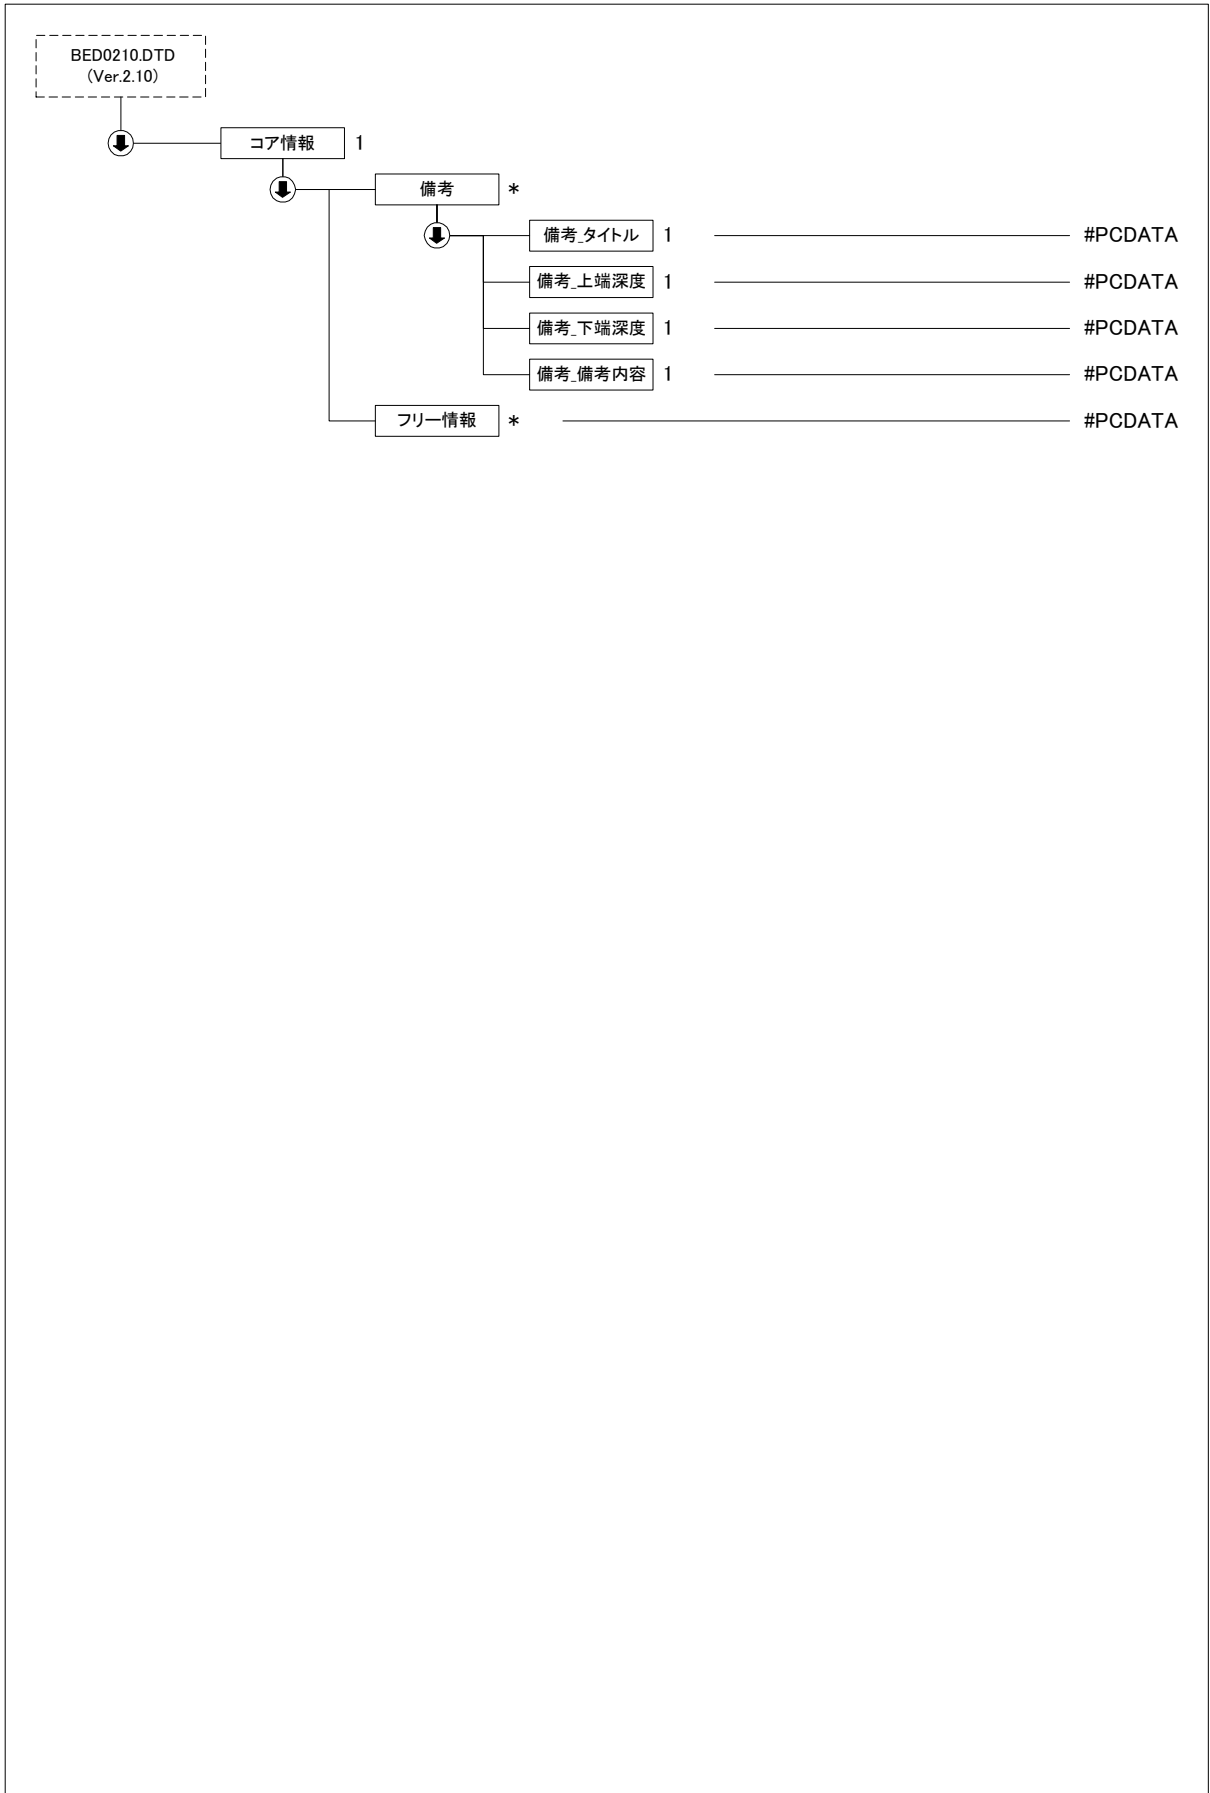 BED0210.DTD
(Ver.2.10)
コア情報 1
備考 *
備考_タイトル 1 #PCDATA
備考_上端深度 1 #PCDATA
備考_下端深度 1 #PCDATA
備考_備考内容 1 #PCDATA
フリー情報 * #PCDATA